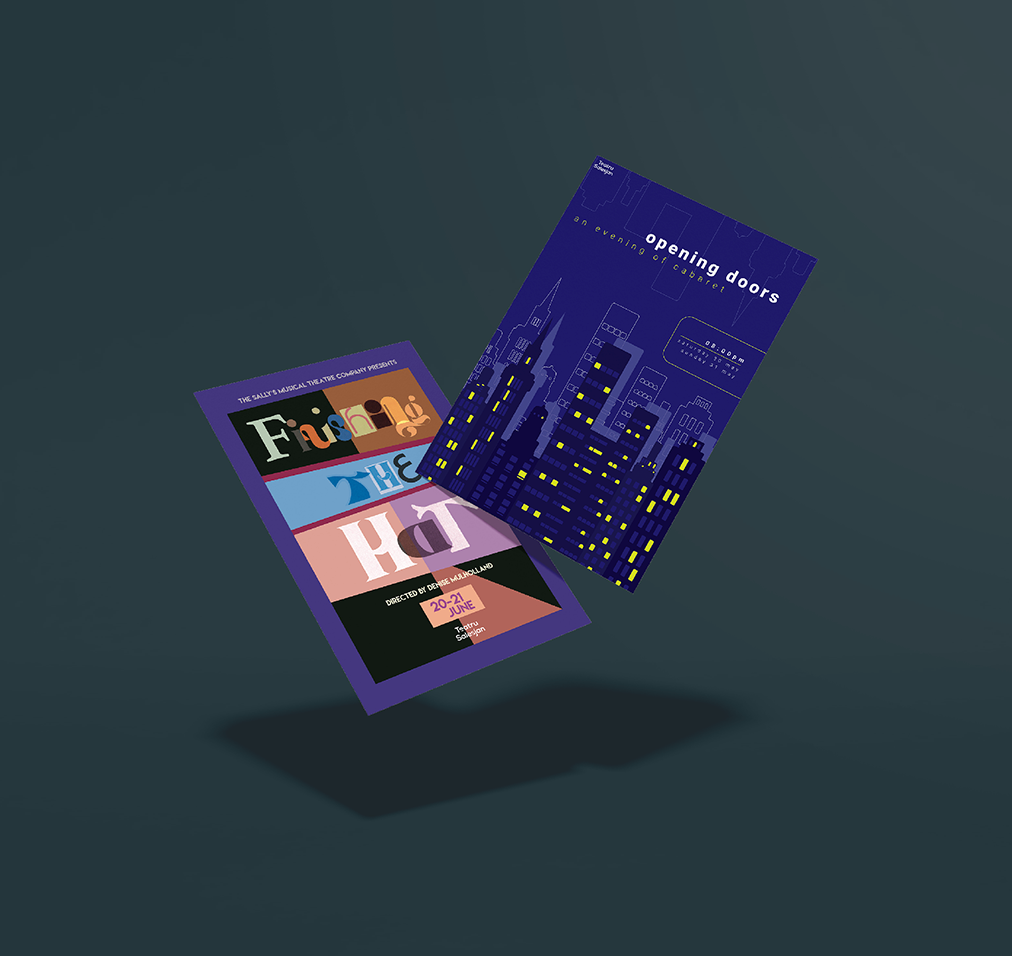 THE SALLY'S MUSICAL THEATRE COMPANY PRESENTS
Finishing
THE
HaT
DIRECTED BY DENISE MULHOLLAND
20-21
JUNE
Teatru
Salesjan
Teatru
Salesjan
opening doors
an evening of cabaret
08.00pm
saturday 20 may
sunday 21 may